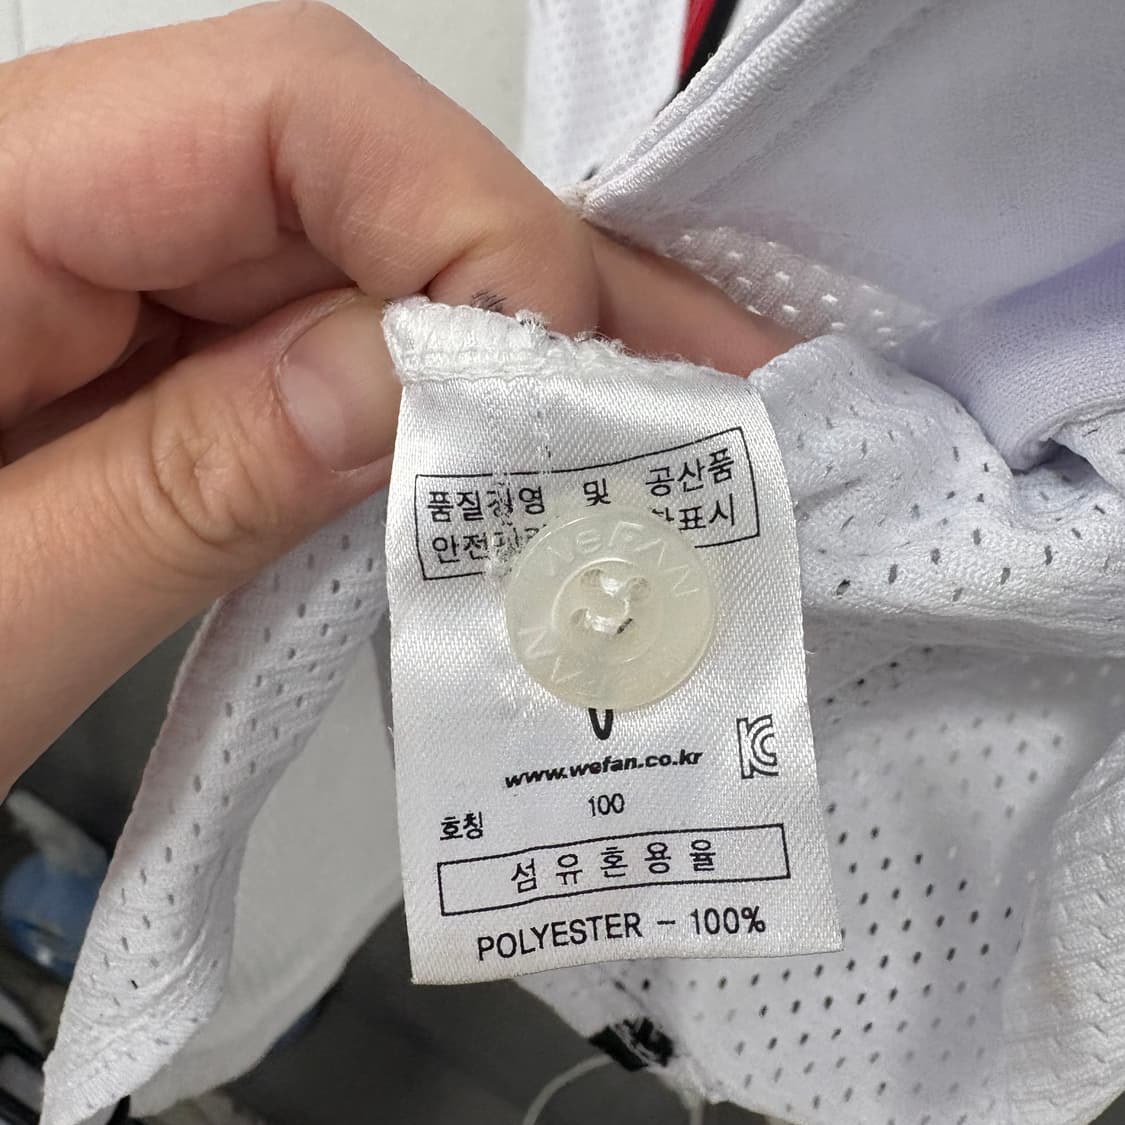 품질경영 및 공산품
안전 표시
WEFAN
www.wefan.co.kr
호칭 100
섬유혼용율
POLYESTER - 100%